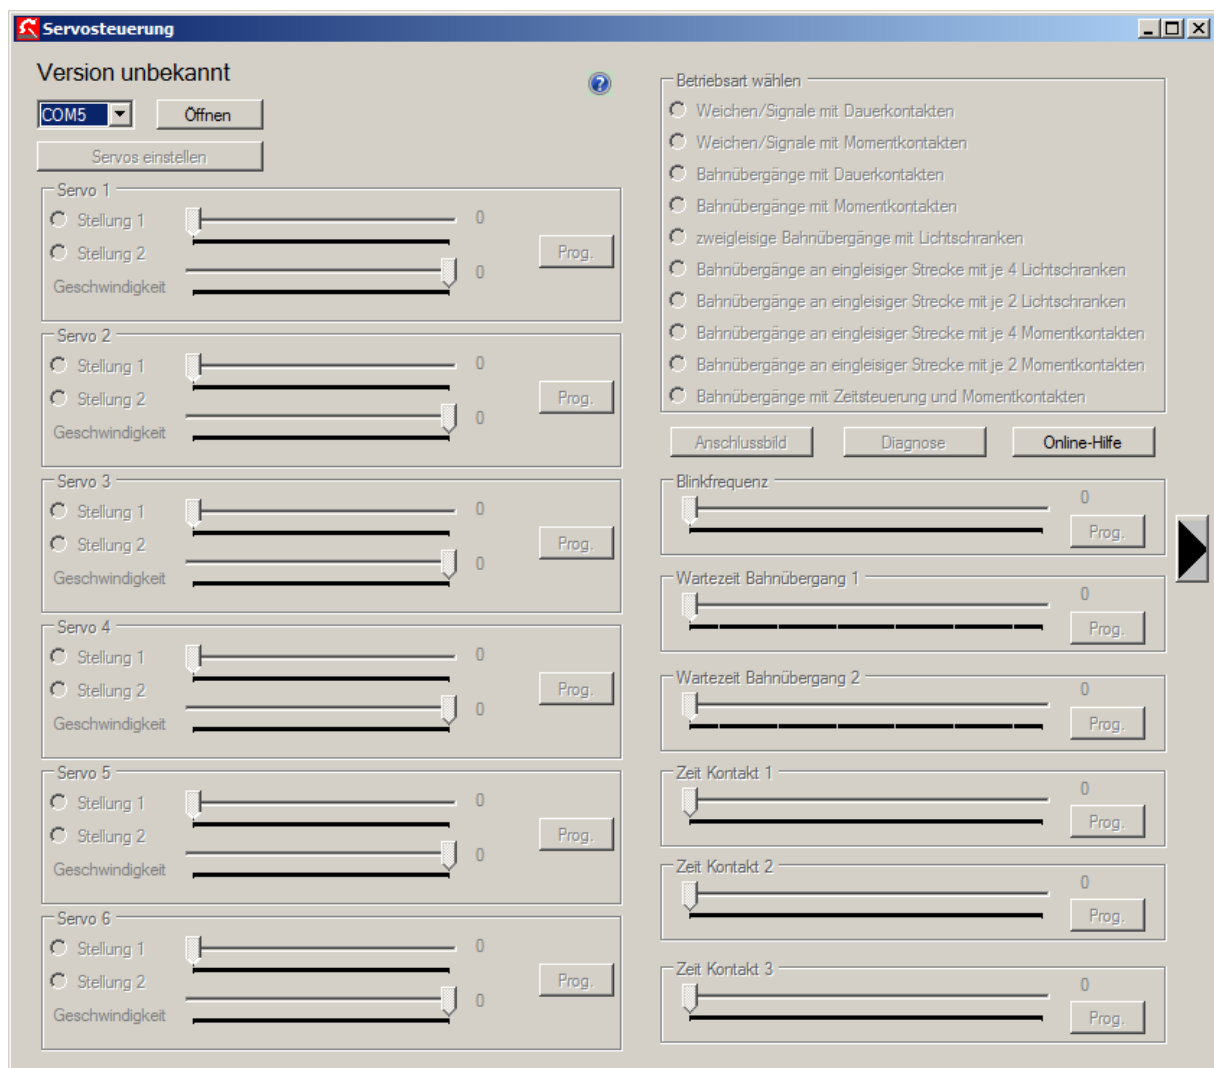 Servosteuerung
Version unbekannt
COM5
Öffnen
Servos einstellen
Servo 1
Stellung 1
0
Stellung 2
Prog.
0
Geschwindigkeit
Servo 2
Stellung 1
0
Stellung 2
Prog.
0
Geschwindigkeit
Servo 3
Stellung 1
0
Stellung 2
Prog.
0
Geschwindigkeit
Servo 4
Stellung 1
0
Stellung 2
Prog.
0
Geschwindigkeit
Servo 5
Stellung 1
0
Stellung 2
Prog.
0
Geschwindigkeit
Servo 6
Stellung 1
0
Stellung 2
Prog.
0
Geschwindigkeit
?
Betriebsart wählen
Weichen/Signale mit Dauerkontakten
Weichen/Signale mit Momentkontakten
Bahnübergänge mit Dauerkontakten
Bahnübergänge mit Momentkontakten
zweigleisige Bahnübergänge mit Lichtschranken
Bahnübergänge an eingleisiger Strecke mit je 4 Lichtschranken
Bahnübergänge an eingleisiger Strecke mit je 2 Lichtschranken
Bahnübergänge an eingleisiger Strecke mit je 4 Momentkontakten
Bahnübergänge an eingleisiger Strecke mit je 2 Momentkontakten
Bahnübergänge mit Zeitsteuerung und Momentkontakten
Anschlussbild
Diagnose
Online-Hilfe
Blinkfrequenz
0
Prog.
Wartezeit Bahnübergang 1
0
Prog.
Wartezeit Bahnübergang 2
0
Prog.
Zeit Kontakt 1
0
Prog.
Zeit Kontakt 2
0
Prog.
Zeit Kontakt 3
0
Prog.